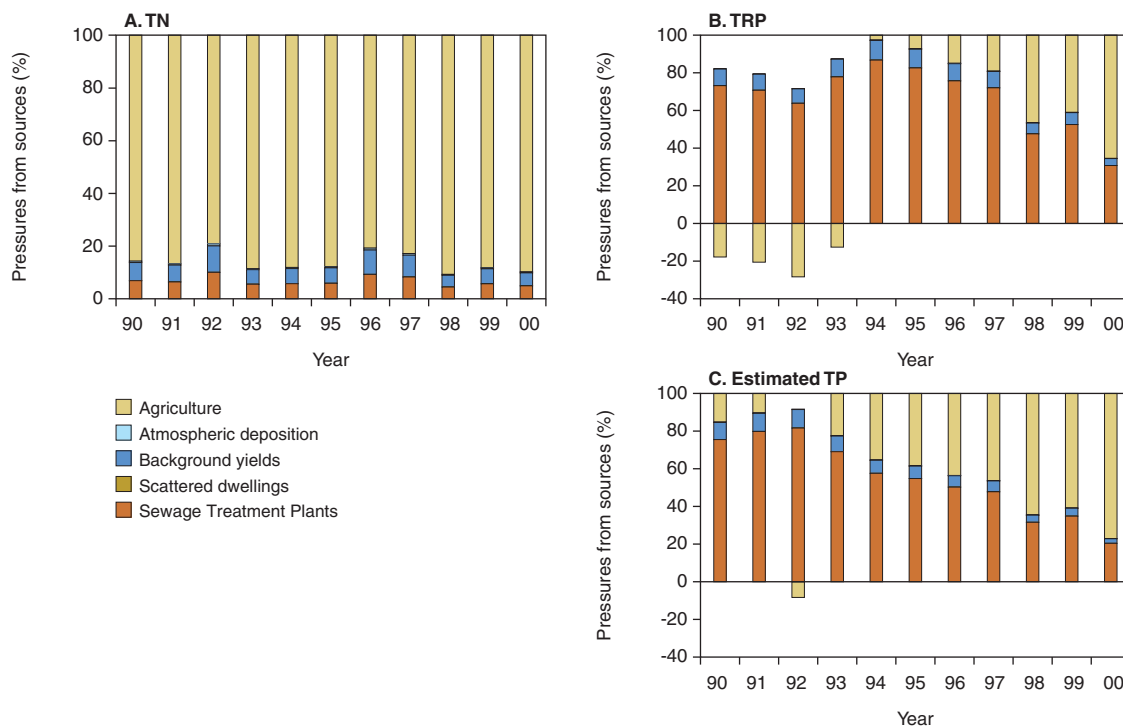 A. TN
Pressures from sources (%)
100
80
60
40
20
0
90 91 92 93 94 95 96 97 98 99 00
Year
Agriculture
Atmospheric deposition
Background yields
Scattered dwellings
Sewage Treatment Plants
B. TRP
Pressures from sources (%)
100
80
60
40
20
0
-20
-40
90 91 92 93 94 95 96 97 98 99 00
Year
C. Estimated TP
Pressures from sources (%)
100
80
60
40
20
0
-20
-40
90 91 92 93 94 95 96 97 98 99 00
Year